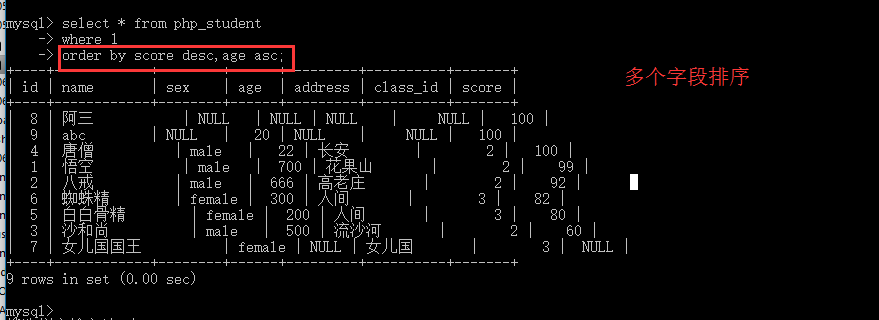 mysql> select * from php_student
-> where 1
-> order by score desc,age asc;
多个字段排序
+----+--------------+--------+------+---------+----------+-------+
| id | name | sex | age | address | class_id | score |
+----+--------------+--------+------+---------+----------+-------+
| 8 | 阿三 | NULL | NULL | NULL | NULL | 100 |
| 9 | abc | NULL | 20 | NULL | NULL | 100 |
| 4 | 唐僧 | male | 22 | 长安 | 2 | 100 |
| 1 | 悟空 | male | 700 | 花果山 | 2 | 99 |
| 2 | 八戒 | male | 666 | 高老庄 | 2 | 92 |
| 6 | 蜘蛛精 | female | 300 | 人间 | 3 | 82 |
| 5 | 白白骨精 | female | 200 | 人间 | 3 | 80 |
| 3 | 沙和尚 | male | 500 | 流沙河 | 2 | 60 |
| 7 | 女儿国国王 | female | NULL | 女儿国 | 3 | NULL |
+----+--------------+--------+------+---------+----------+-------+
9 rows in set (0.00 sec)
mysql>